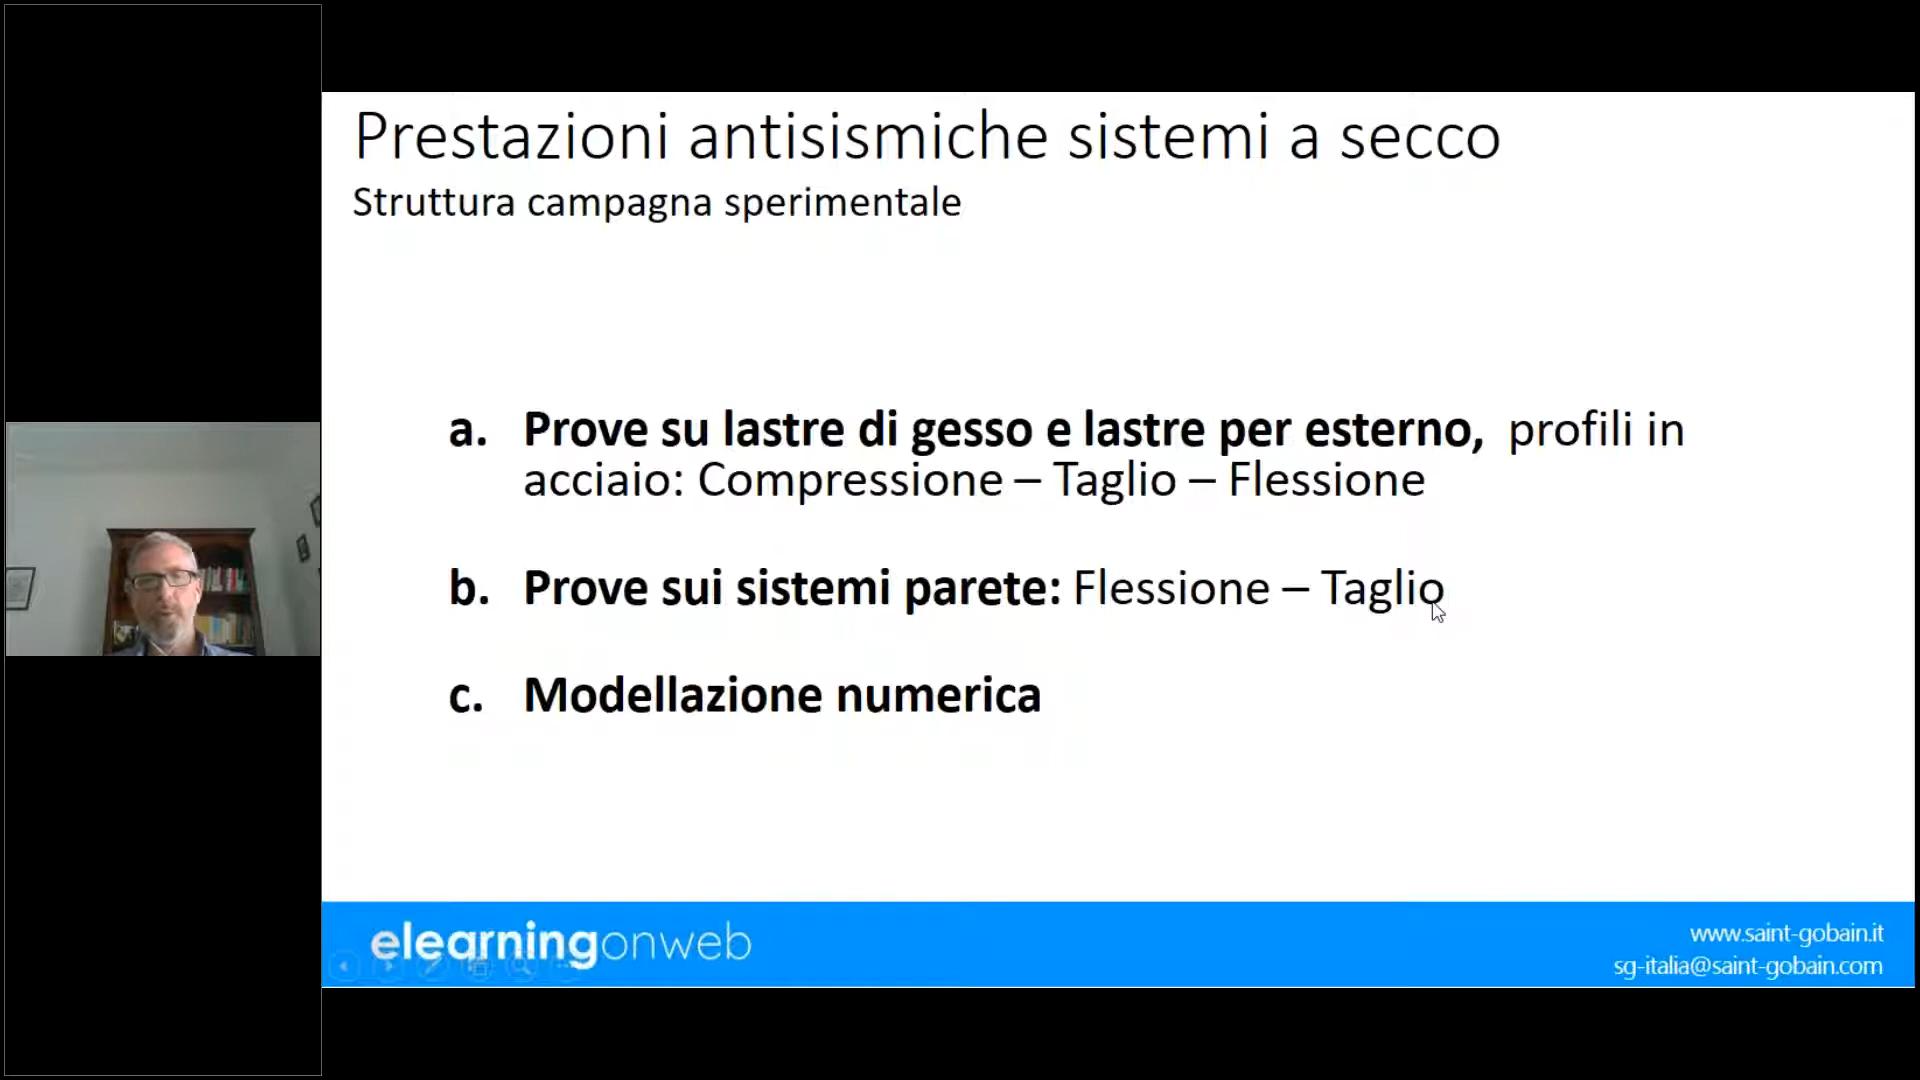 Prestazioni antisismiche sistemi a secco
Struttura campagna sperimentale
a. Prove su lastre di gesso e lastre per esterno, profili in
acciaio: Compressione – Taglio – Flessione
b. Prove sui sistemi parete: Flessione – Taglio
c. Modellazione numerica
elearningonweb
www.saint-gobain.it
sg-italia@saint-gobain.com